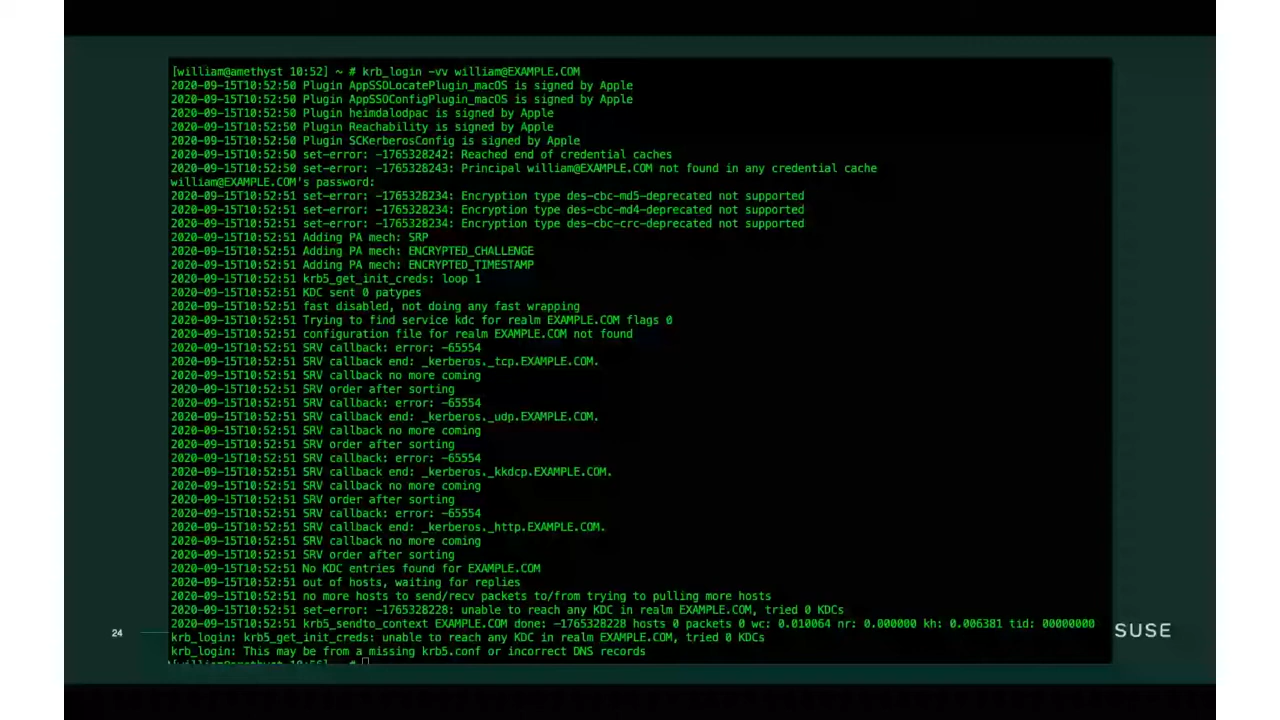 [william@amethyst 10:52] ~ # krb_login -vv william@EXAMPLE.COM
2020-09-15T10:52:50 Plugin AppSSOLocatePlugin_macOS is signed by Apple
2020-09-15T10:52:50 Plugin AppSSOConfigPlugin_macOS is signed by Apple
2020-09-15T10:52:50 Plugin heimdalodpac is signed by Apple
2020-09-15T10:52:50 Plugin Reachability is signed by Apple
2020-09-15T10:52:50 Plugin SCKerberosConfig is signed by Apple
2020-09-15T10:52:50 set-error: -1765328242: Reached end of credential caches
2020-09-15T10:52:50 set-error: -1765328243: Principal william@EXAMPLE.COM not found in any credential cache
william@EXAMPLE.COM's password:
2020-09-15T10:52:51 set-error: -1765328234: Encryption type des-cbc-md5-deprecated not supported
2020-09-15T10:52:51 set-error: -1765328234: Encryption type des-cbc-md4-deprecated not supported
2020-09-15T10:52:51 set-error: -1765328234: Encryption type des-cbc-crc-deprecated not supported
2020-09-15T10:52:51 Adding PA mech: SRP
2020-09-15T10:52:51 Adding PA mech: ENCRYPTED_CHALLENGE
2020-09-15T10:52:51 Adding PA mech: ENCRYPTED_TIMESTAMP
2020-09-15T10:52:51 krb5_get_init_creds: loop 1
2020-09-15T10:52:51 KDC sent 0 patypes
2020-09-15T10:52:51 fast disabled, not doing any fast wrapping
2020-09-15T10:52:51 Trying to find service kdc for realm EXAMPLE.COM flags 0
2020-09-15T10:52:51 configuration file for realm EXAMPLE.COM not found
2020-09-15T10:52:51 SRV callback: error: -65554
2020-09-15T10:52:51 SRV callback end: _kerberos._tcp.EXAMPLE.COM.
2020-09-15T10:52:51 SRV callback no more coming
2020-09-15T10:52:51 SRV order after sorting
2020-09-15T10:52:51 SRV callback: error: -65554
2020-09-15T10:52:51 SRV callback end: _kerberos._udp.EXAMPLE.COM.
2020-09-15T10:52:51 SRV callback no more coming
2020-09-15T10:52:51 SRV order after sorting
2020-09-15T10:52:51 SRV callback: error: -65554
2020-09-15T10:52:51 SRV callback end: _kerberos._kkdcp.EXAMPLE.COM.
2020-09-15T10:52:51 SRV callback no more coming
2020-09-15T10:52:51 SRV order after sorting
2020-09-15T10:52:51 SRV callback: error: -65554
2020-09-15T10:52:51 SRV callback end: _kerberos._http.EXAMPLE.COM.
2020-09-15T10:52:51 SRV callback no more coming
2020-09-15T10:52:51 SRV order after sorting
2020-09-15T10:52:51 No KDC entries found for EXAMPLE.COM
2020-09-15T10:52:51 out of hosts, waiting for replies
2020-09-15T10:52:51 no more hosts to send/recv packets to/from trying to pulling more hosts
2020-09-15T10:52:51 set-error: -1765328228: unable to reach any KDC in realm EXAMPLE.COM, tried 0 KDCs
2020-09-15T10:52:51 krb5_sendto_context EXAMPLE.COM done: -1765328228 hosts 0 packets 0 wc: 0.010064 nr: 0.000000 kh: 0.006381 tid: 00000000
krb_login: krb5_get_init_creds: unable to reach any KDC in realm EXAMPLE.COM, tried 0 KDCs
krb_login: This may be from a missing krb5.conf or incorrect DNS records
24
SUSE